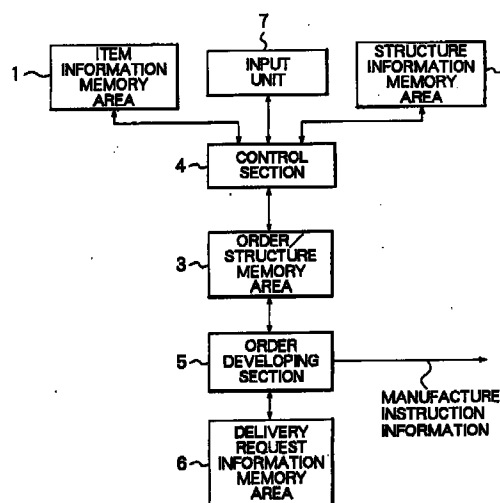 7
1
ITEM
INFORMATION
MEMORY
AREA
INPUT
UNIT
STRUCTURE
INFORMATION
MEMORY
AREA
4
CONTROL
SECTION
3
ORDER
STRUCTURE
MEMORY
AREA
5
ORDER
DEVELOPING
SECTION
MANUFACTURE
INSTRUCTION
INFORMATION
6
DELIVERY
REQUEST
INFORMATION
MEMORY
AREA